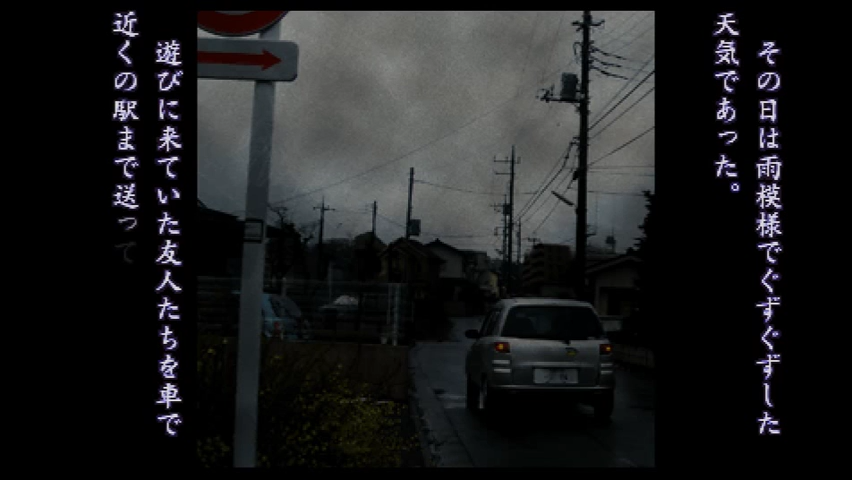 その日は雨模様でぐずぐずした
天気であった。
遊びに来ていた友人たちを車で
近くの駅まで送って